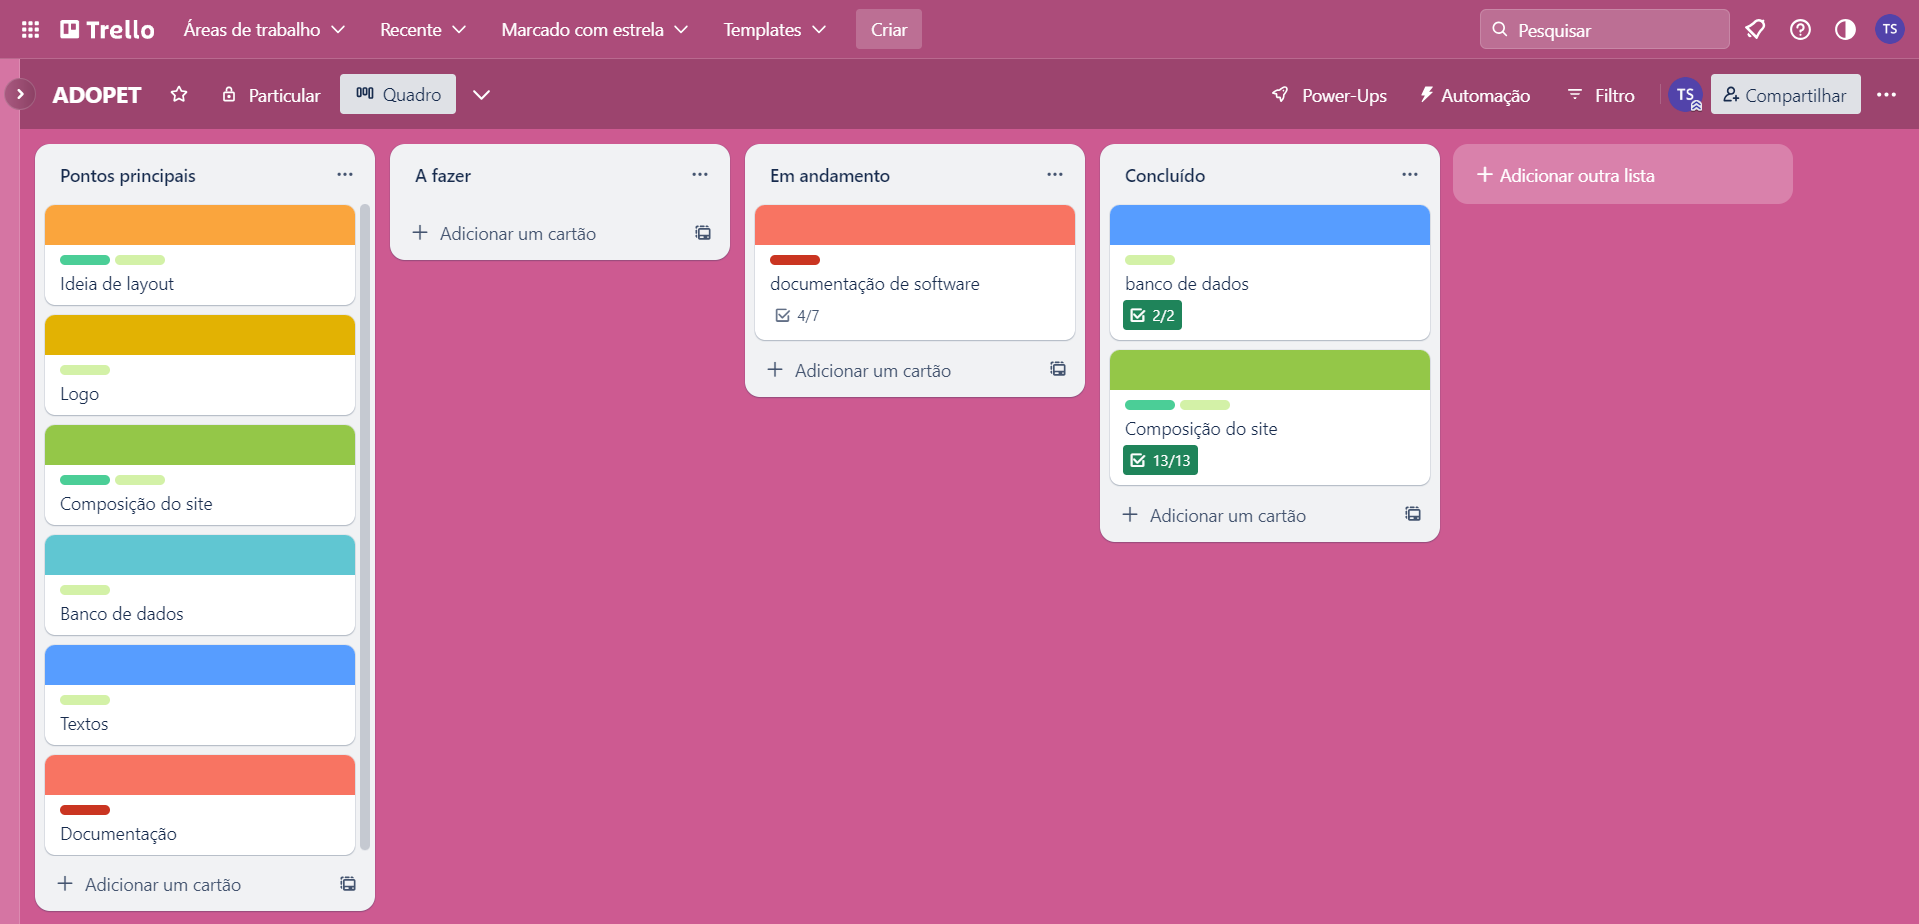 Trello Áreas de trabalho Recente Marcado com estrela Templates Criar Pesquisar TS
ADOPET Particular Quadro Power-Ups Automação Filtro TS Compartilhar
Pontos principais
Ideia de layout
Logo
Composição do site
Banco de dados
Textos
Documentação
Adicionar um cartão
A fazer
Adicionar um cartão
Em andamento
documentação de software
4/7
Adicionar um cartão
Concluído
banco de dados
2/2
Composição do site
13/13
Adicionar um cartão
Adicionar outra lista